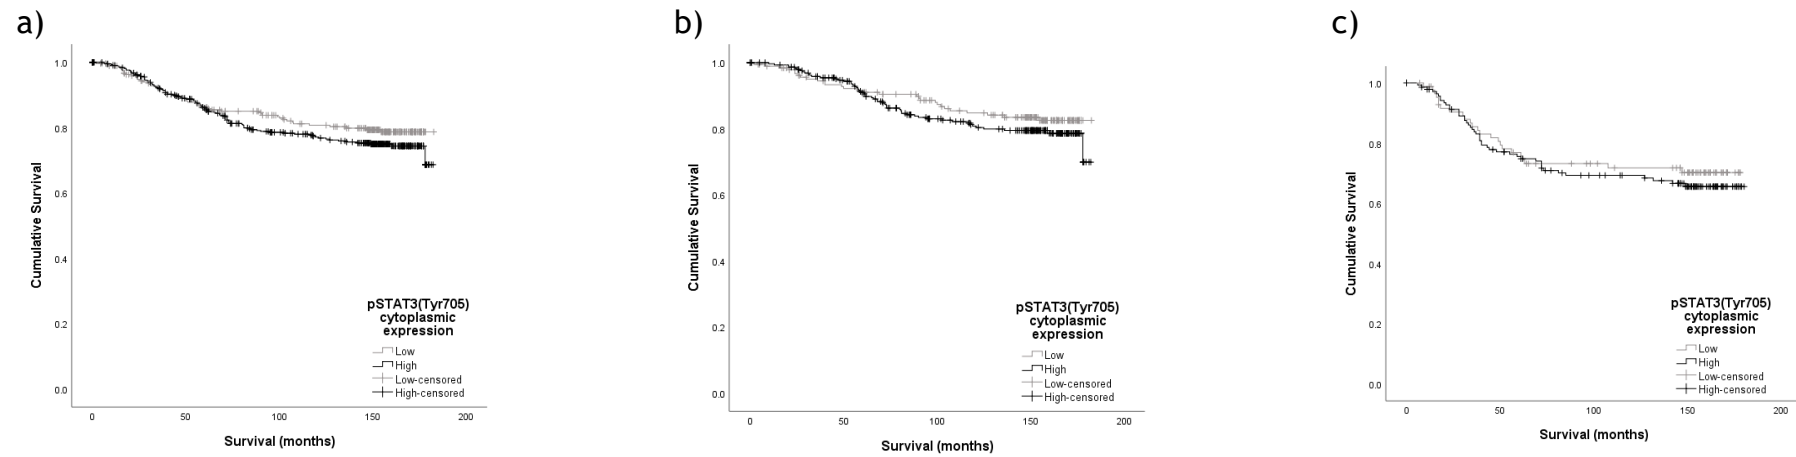 a)
1.0
0.8
0.6
0.4
0.2
0.0
Cumulative Survival
0 50 100 150 200
Survival (months)
pSTAT3(Tyr705)
cytoplasmic
expression
Low
High
Low-censored
High-censored
b)
1.0
0.8
0.6
0.4
0.2
0.0
Cumulative Survival
0 50 100 150 200
Survival (months)
pSTAT3(Tyr705)
cytoplasmic
expression
Low
High
Low-censored
High-censored
c)
1.0
0.8
0.6
0.4
0.2
0.0
Cumulative Survival
0 50 100 150 200
Survival (months)
pSTAT3(Tyr705)
cytoplasmic
expression
Low
High
Low-censored
High-censored